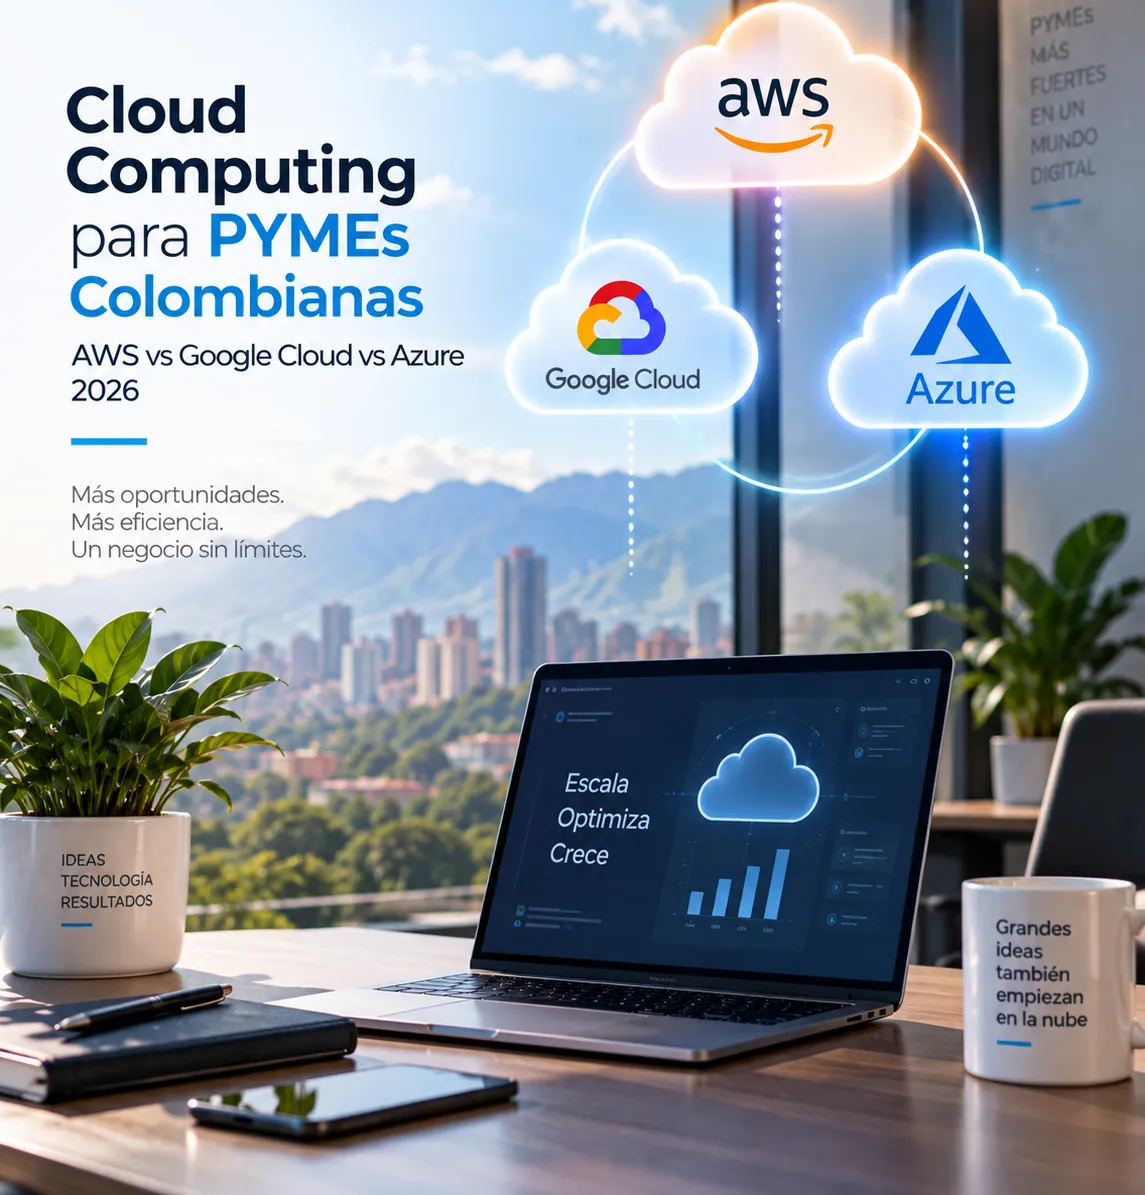 Cloud
Computing
para PYMEs
Colombianas
AWS vs Google Cloud vs Azure
2026
Más oportunidades.
Más eficiencia.
Un negocio sin límites.
aws
Google Cloud
Azure
PYMEs
MÁS
FUERTES
EN UN
MUNDO
DIGITAL
Escala
Optimiza
Crece
IDEAS
TECNOLOGÍA
RESULTADOS
Grandes
ideas
también
empiezan
en la nube